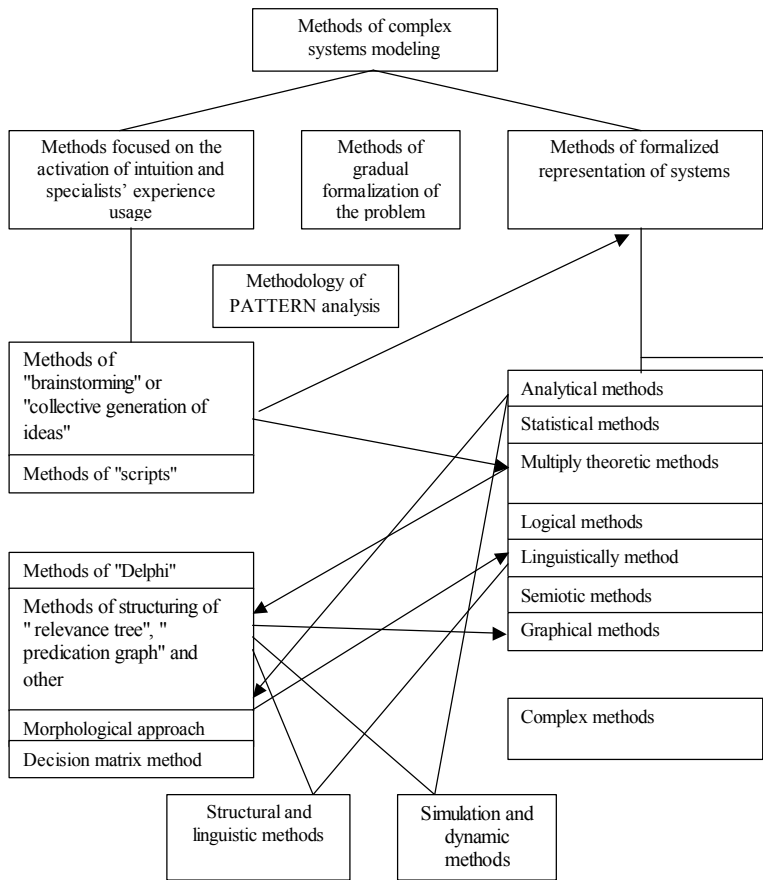 Methods of complex
systems modeling
Methods focused on the
activation of intuition and
specialists' experience
usage
Methods of
gradual
formalization of
the problem
Methods of formalized
representation of systems
Methodology of
PATTERN analysis
Methods of
"brainstorming" or
"collective generation of
ideas"
Methods of "scripts"
Analytical methods
Statistical methods
Multiply theoretic methods
Logical methods
Linguistically method
Semiotic methods
Graphical methods
Methods of "Delphi"
Methods of structuring of
" relevance tree", "
predication graph" and
other
Morphological approach
Decision matrix method
Complex methods
Structural and
linguistic methods
Simulation and
dynamic
methods